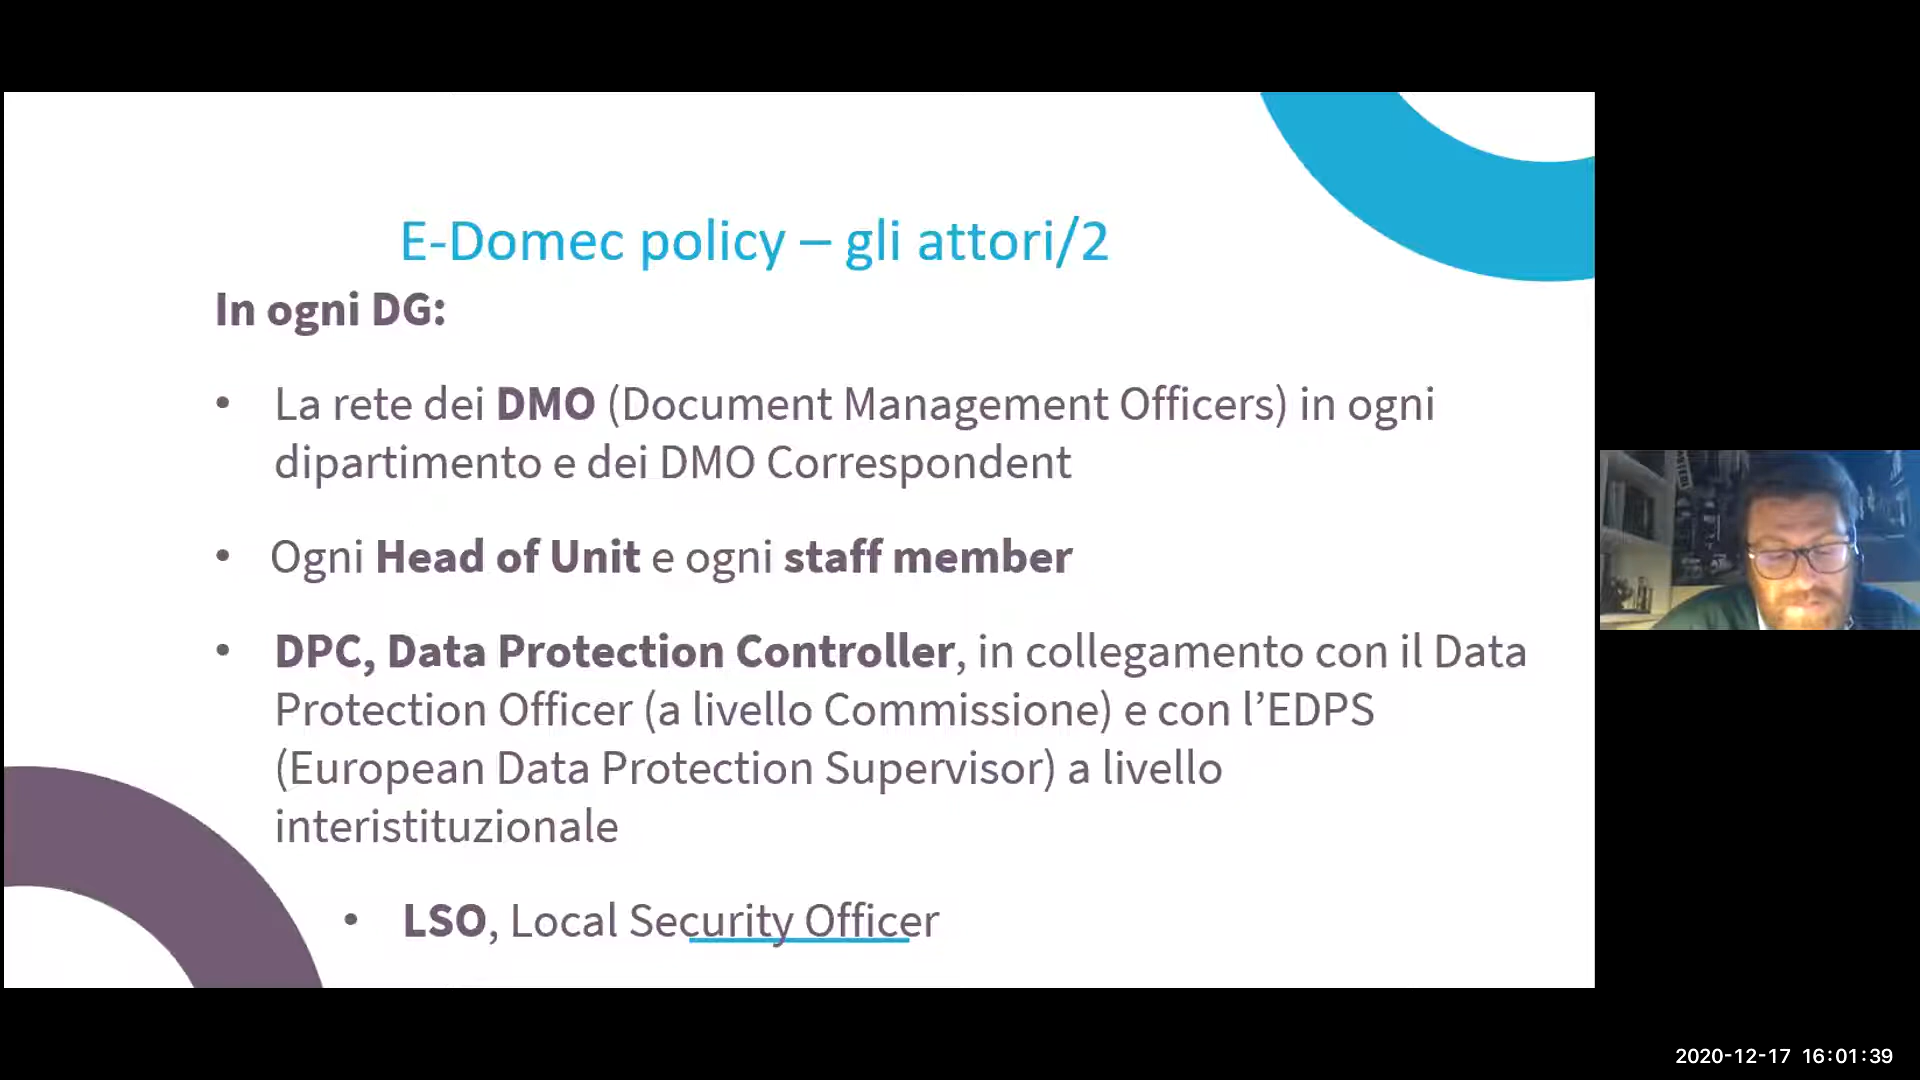 E-Domec policy – gli attori/2
In ogni DG:
• La rete dei DMO (Document Management Officers) in ogni
dipartimento e dei DMO Correspondent
• Ogni Head of Unit e ogni staff member
• DPC, Data Protection Controller, in collegamento con il Data
Protection Officer (a livello Commissione) e con l’EDPS
(European Data Protection Supervisor) a livello
interistituzionale
• LSO, Local Security Officer
2020-12-17 16:01:39